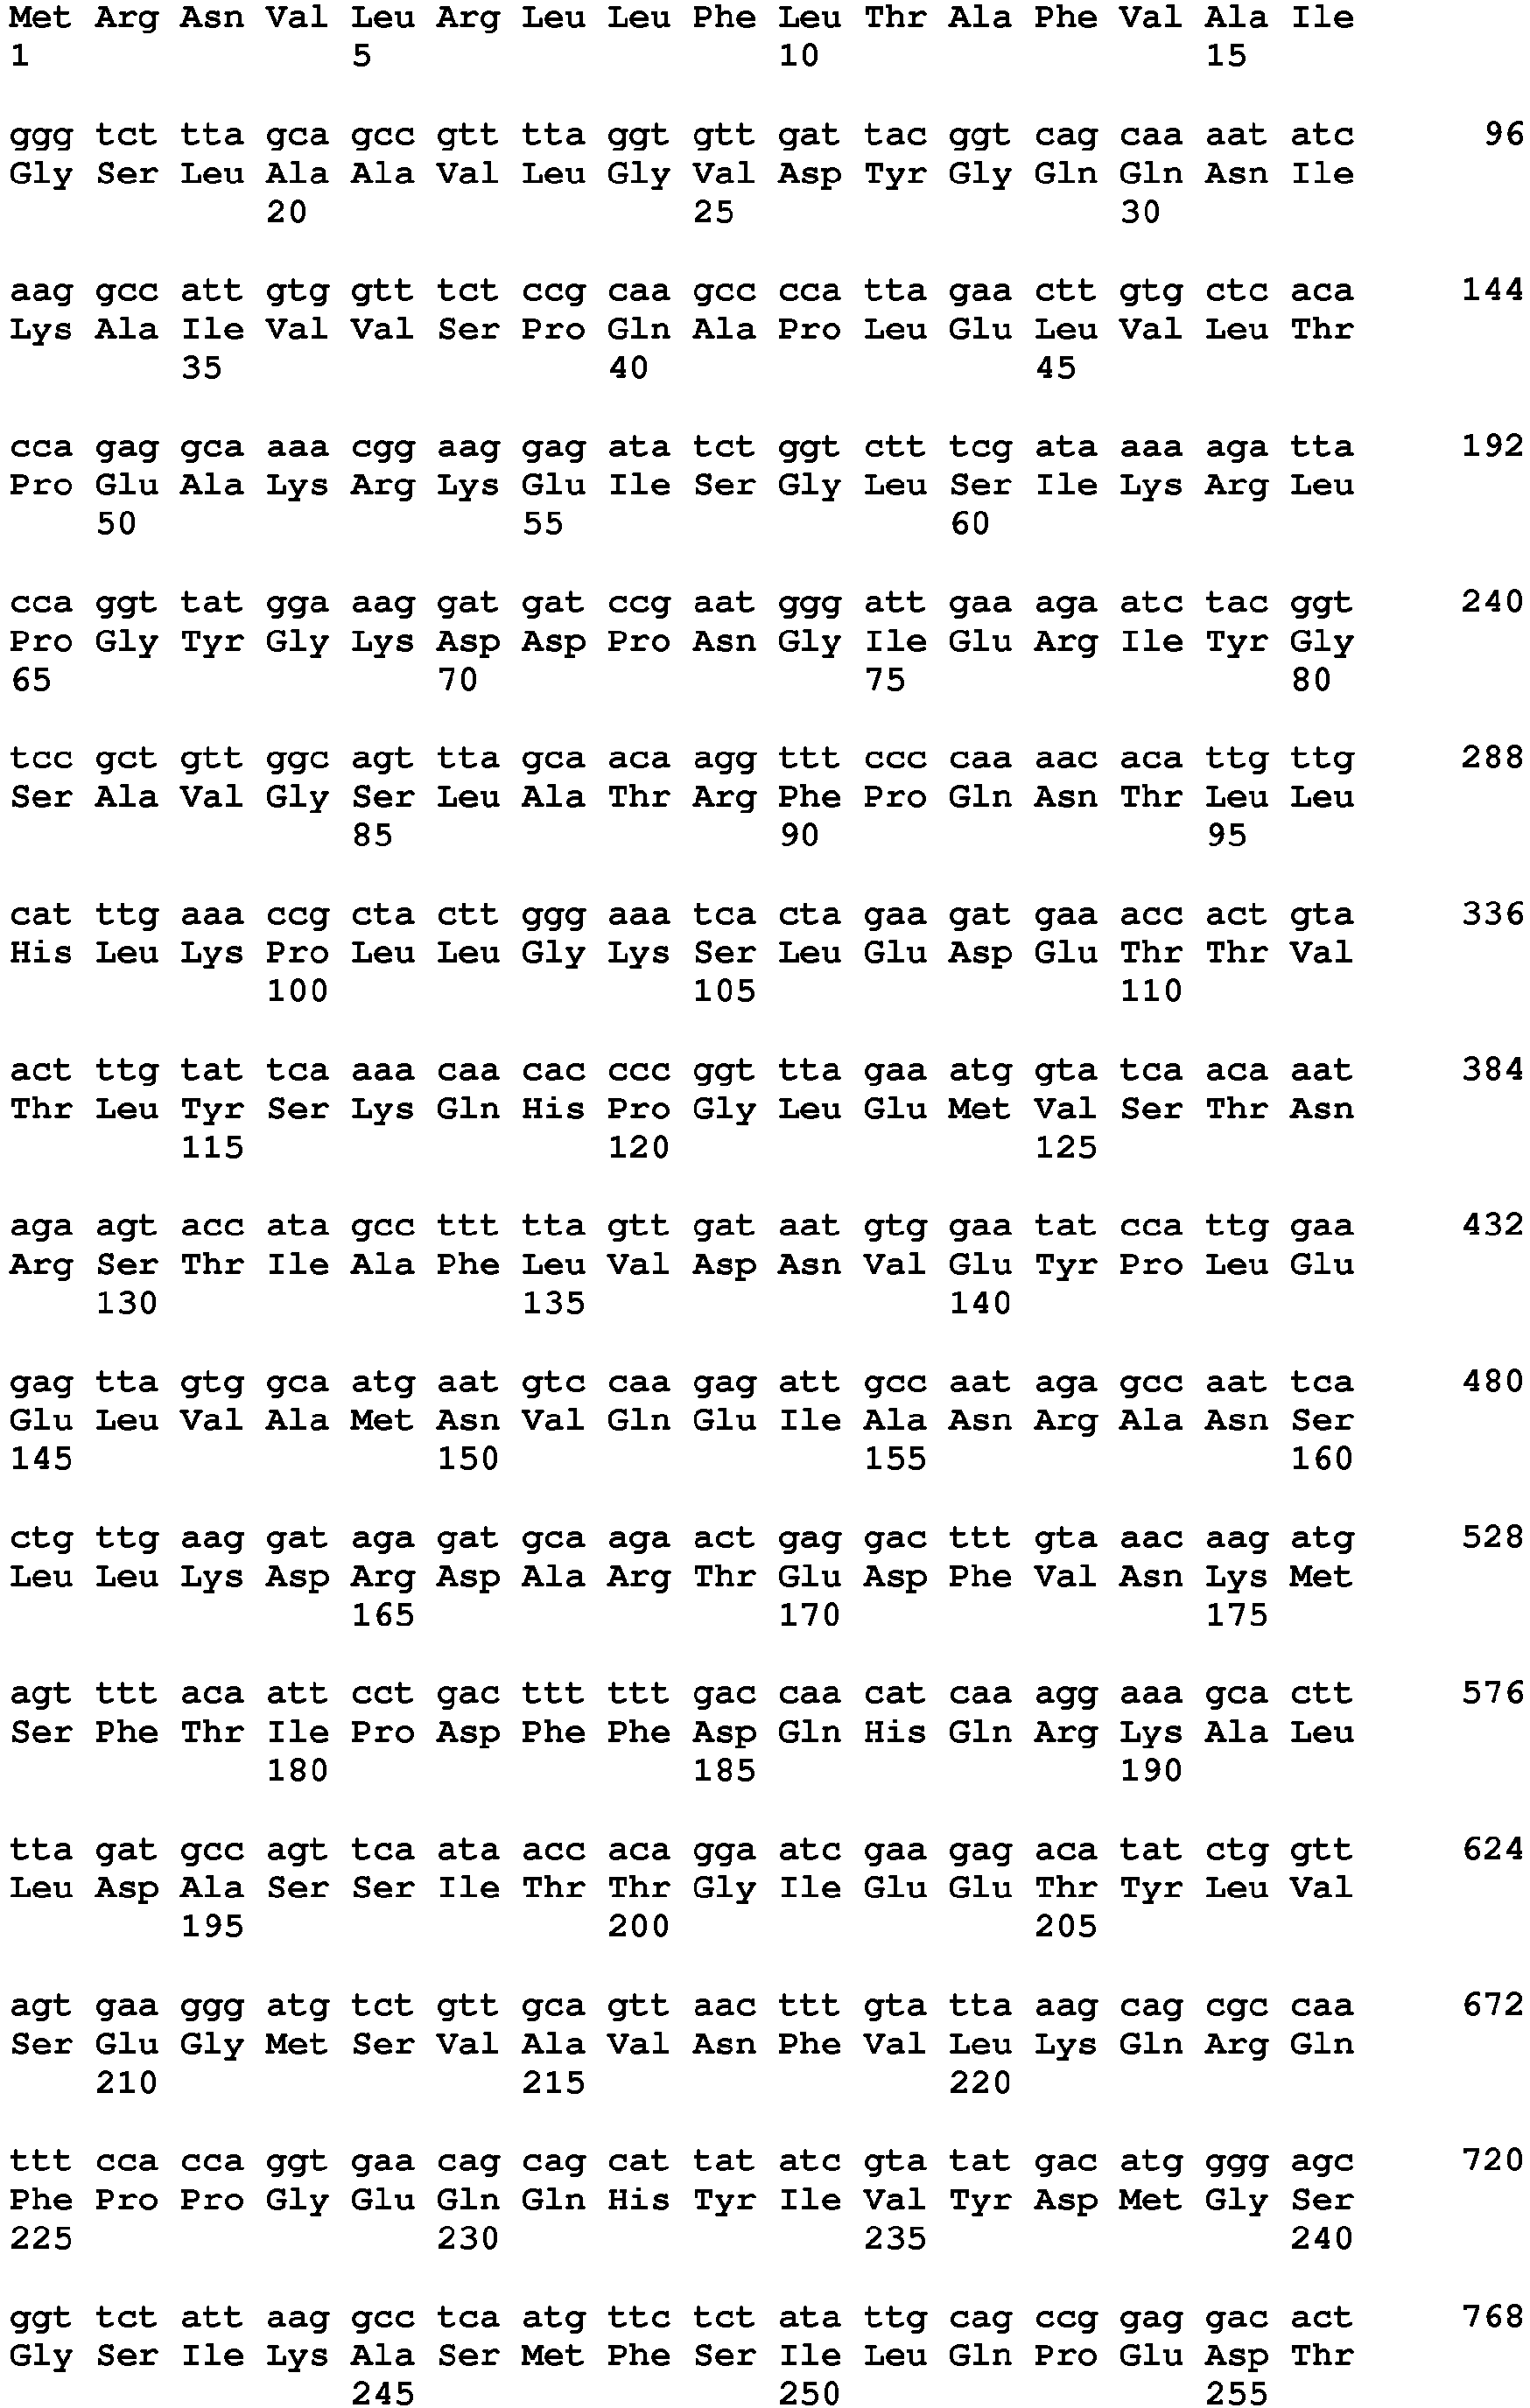 Met Arg Asn Val Leu Arg Leu Leu Phe Leu Thr Ala Phe Val Ala Ile
1 5 10 15
ggg tct tta gca gcc gtt tta ggt gtt gat tac ggt cag caa aat atc 96
Gly Ser Leu Ala Ala Val Leu Gly Val Asp Tyr Gly Gln Gln Asn Ile
20 25 30
aag gcc att gtg gtt tct ccg caa gcc cca tta gaa ctt gtg ctc aca 144
Lys Ala Ile Val Val Ser Pro Gln Ala Pro Leu Glu Leu Val Leu Thr
35 40 45
cca gag gca aaa cgg aag gag ata tct ggt ctt tcg ata aaa aga tta 192
Pro Glu Ala Lys Arg Lys Glu Ile Ser Gly Leu Ser Ile Lys Arg Leu
50 55 60
cca ggt tat gga aag gat gat ccg aat ggg att gaa aga atc tac ggt 240
Pro Gly Tyr Gly Lys Asp Asp Pro Asn Gly Ile Glu Arg Ile Tyr Gly
65 70 75 80
tcc gct gtt ggc agt tta gca aca agg ttt ccc caa aac aca ttg ttg 288
Ser Ala Val Gly Ser Leu Ala Thr Arg Phe Pro Gln Asn Thr Leu Leu
85 90 95
cat ttg aaa ccg cta ctt ggg aaa tca cta gaa gat gaa acc act gta 336
His Leu Lys Pro Leu Leu Gly Lys Ser Leu Glu Asp Glu Thr Thr Val
100 105 110
act ttg tat tca aaa caa cac ccc ggt tta gaa atg gta tca aca aat 384
Thr Leu Tyr Ser Lys Gln His Pro Gly Leu Glu Met Val Ser Thr Asn
115 120 125
aga agt acc ata gcc ttt tta gtt gat aat gtg gaa tat cca ttg gaa 432
Arg Ser Thr Ile Ala Phe Leu Val Asp Asn Val Glu Tyr Pro Leu Glu
130 135 140
gag tta gtg gca atg aat gtc caa gag att gcc aat aga gcc aat tca 480
Glu Leu Val Ala Met Asn Val Gln Glu Ile Ala Asn Arg Ala Asn Ser
145 150 155 160
ctg ttg aag gat aga gat gca aga act gag gac ttt gta aac aag atg 528
Leu Leu Lys Asp Arg Asp Ala Arg Thr Glu Asp Phe Val Asn Lys Met
165 170 175
agt ttt aca att cct gac ttt ttt gac caa cat caa agg aaa gca ctt 576
Ser Phe Thr Ile Pro Asp Phe Phe Asp Gln His Gln Arg Lys Ala Leu
180 185 190
tta gat gcc agt tca ata acc aca gga atc gaa gag aca tat ctg gtt 624
Leu Asp Ala Ser Ser Ile Thr Thr Gly Ile Glu Glu Thr Tyr Leu Val
195 200 205
agt gaa ggg atg tct gtt gca gtt aac ttt gta tta aag cag cgc caa 672
Ser Glu Gly Met Ser Val Ala Val Asn Phe Val Leu Lys Gln Arg Gln
210 215 220
ttt cca cca ggt gaa cag cag cat tat atc gta tat gac atg ggg agc 720
Phe Pro Pro Gly Glu Gln Gln His Tyr Ile Val Tyr Asp Met Gly Ser
225 230 235 240
ggt tct att aag gcc tca atg ttc tct ata ttg cag ccg gag gac act 768
Gly Ser Ile Lys Ala Ser Met Phe Ser Ile Leu Gln Pro Glu Asp Thr
245 250 255